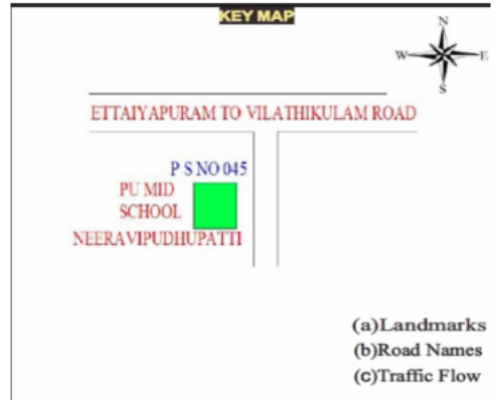 KEY MAP
N
W E
S
ETTAIYAPURAM TO VILATHIKULAM ROAD
P S NO 045
PU MID
SCHOOL
NEERAVIPUDHUPATTI
(a)Landmarks
(b)Road Names
(c)Traffic Flow